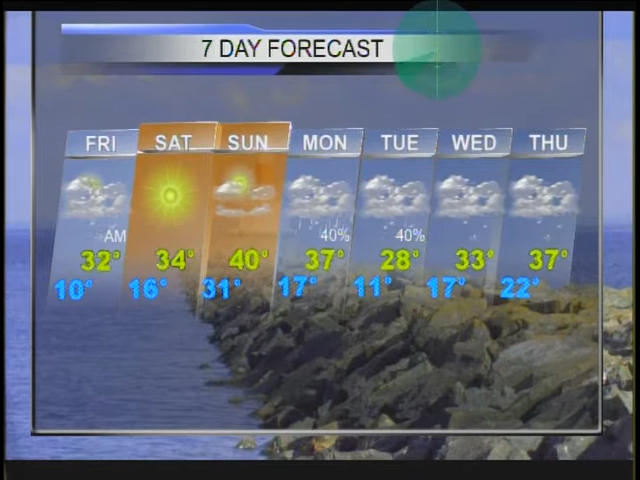 7 DAY FORECAST
FRI SAT SUN MON TUE WED THU
AM 40% 40%
32° 34° 40° 37° 28° 33° 37°
10° 16° 31° 17° 11° 17° 22°